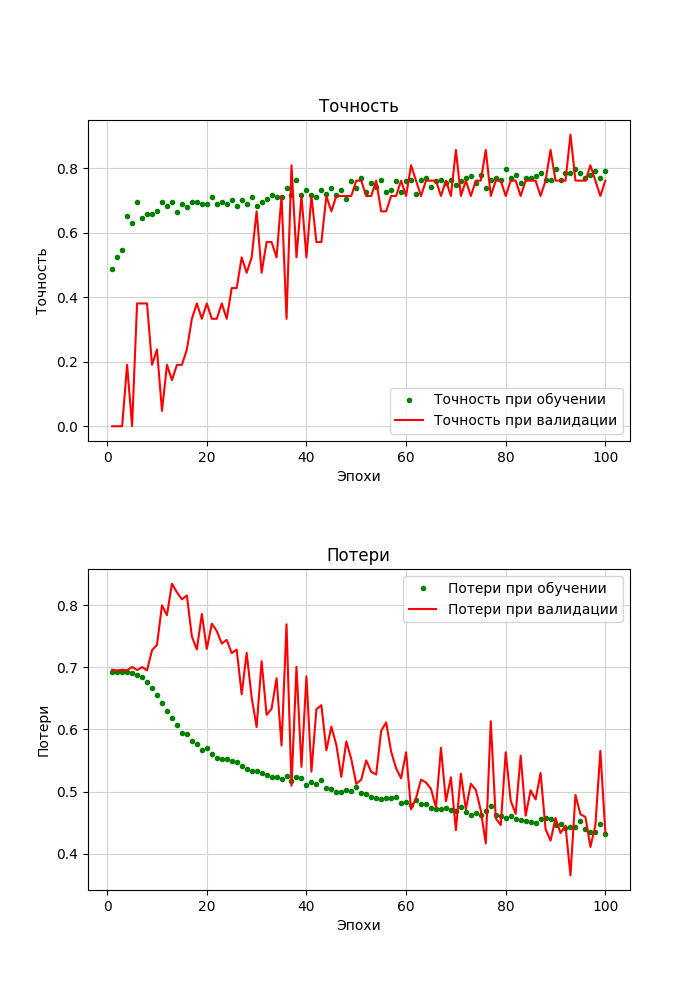 Точность
0.8
0.6
0.4
0.2
0.0
Точность
Точность при обучении
Точность при валидации
0 20 40 60 80 100
Эпохи
Потери
0.8
0.7
0.6
0.5
0.4
Потери
Потери при обучении
Потери при валидации
0 20 40 60 80 100
Эпохи